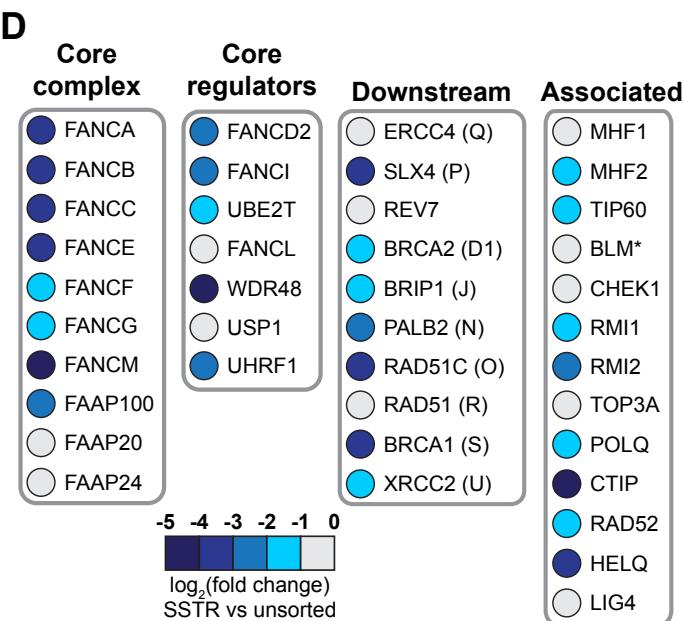 D
Core
complex
FANCA
FANCB
FANCC
FANCE
FANCF
FANCG
FANCM
FAAP100
FAAP20
FAAP24
Core
regulators
FANCD2
FANCI
UBE2T
FANCL
WDR48
USP1
UHRF1
Downstream
ERCC4 (Q)
SLX4 (P)
REV7
BRCA2 (D1)
BRIP1 (J)
PALB2 (N)
RAD51C (O)
RAD51 (R)
BRCA1 (S)
XRCC2 (U)
Associated
MHF1
MHF2
TIP60
BLM*
CHEK1
RMI1
RMI2
TOP3A
POLQ
CTIP
RAD52
HELQ
LIG4
-5 -4 -3 -2 -1 0
log₂(fold change)
SSTR vs unsorted